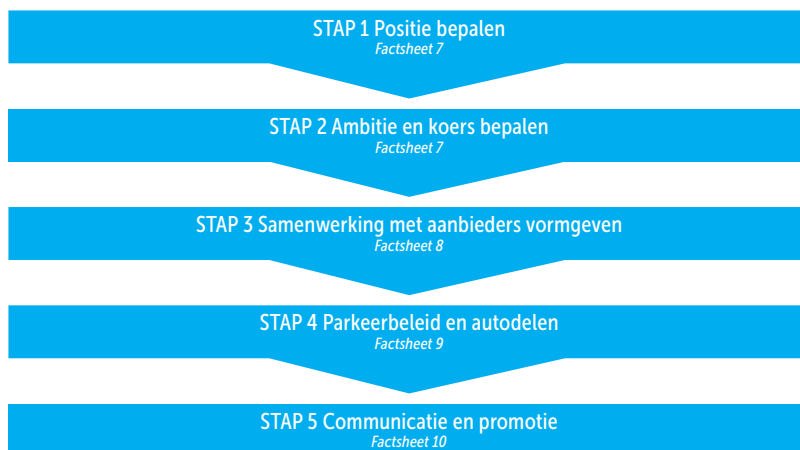 STAP 1 Positie bepalen
Factsheet 7
STAP 2 Ambitie en koers bepalen
Factsheet 7
STAP 3 Samenwerking met aanbieders vormgeven
Factsheet 8
STAP 4 Parkeerbeleid en autodelen
Factsheet 9
STAP 5 Communicatie en promotie
Factsheet 10